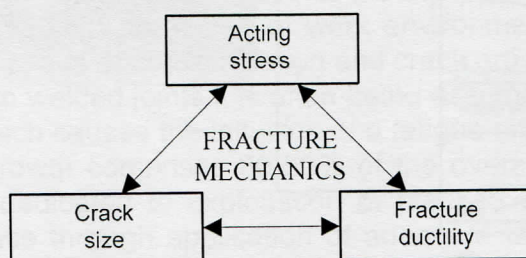 Acting
stress
FRACTURE
MECHANICS
Crack
size
Fracture
ductility